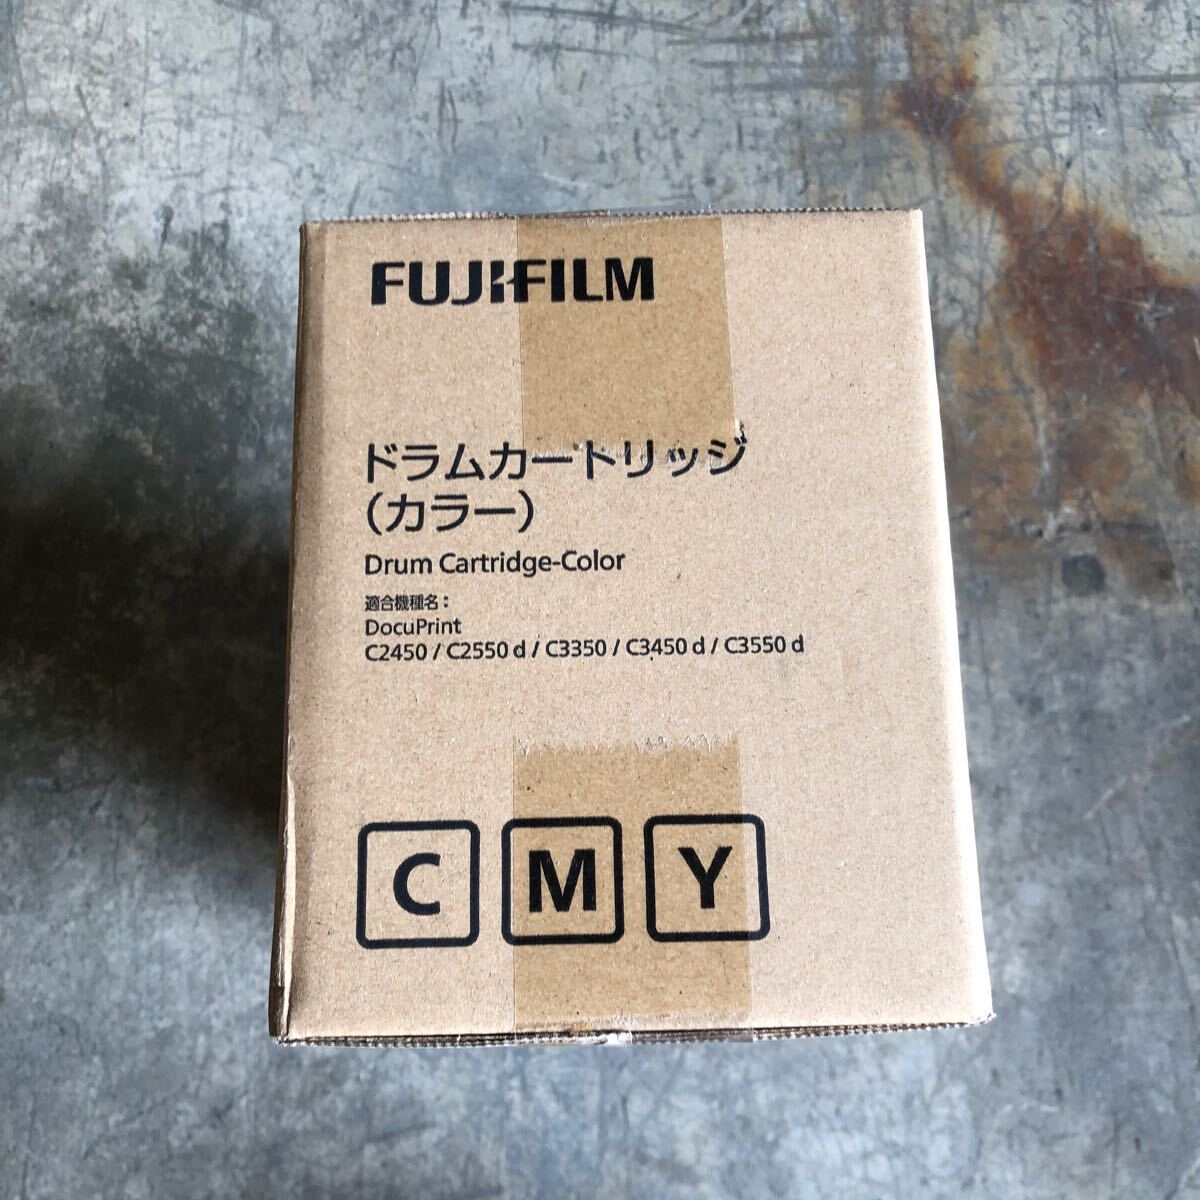 FUJIFILM
ドラムカートリッジ
（カラー）
Drum Cartridge-Color
適合機種名：
DocuPrint
C2450 / C2550 d / C3350 / C3450 d / C3550 d
C M Y